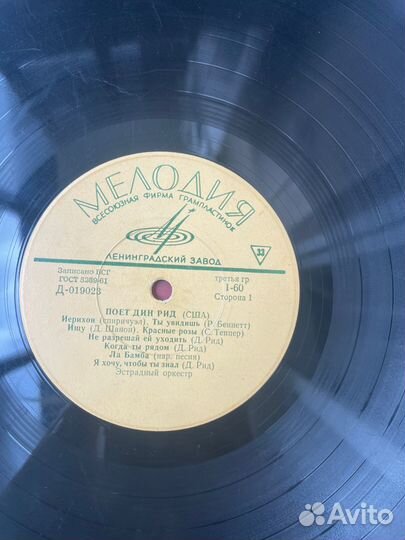 МЕЛОДИЯ
ВСЕСОЮЗНАЯ ФИРМА ГРАМПЛАСТИНОК
33
ЛЕНИНГРАДСКИЙ ЗАВОД
Записано ВСГ третья гр
ГОСТ 5289-61 1-60
Д-019023 Сторона 1
ПОЕТ ДИН РИД (США)
Иерихон (спиричуэл). Ты увидишь (Р. Беннетт)
Ищу (Д. Шанон). Красные розы (С. Теппер)
Не разрешай ей уходить (Д. Рид)
Когда ты рядом (Д. Рид)
Ла Бамба (нар. песня)
Я хочу, чтобы ты знал (Д. Рид)
Эстрадный оркестр
Avito